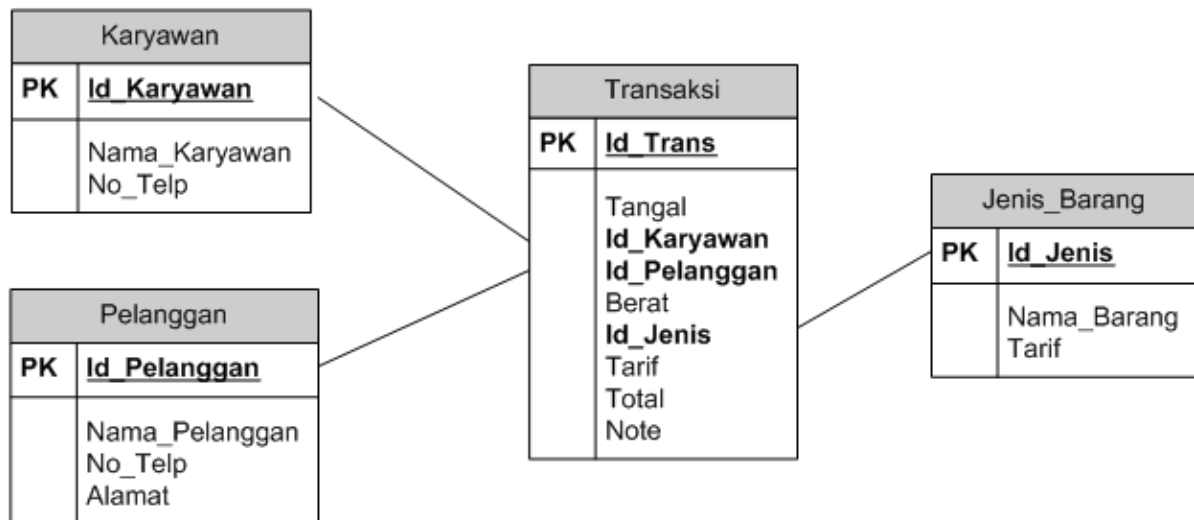 Karyawan
PK Id_Karyawan
Nama_Karyawan
No_Telp
Pelanggan
PK Id_Pelanggan
Nama_Pelanggan
No_Telp
Alamat
Transaksi
PK Id_Trans
Tangal
Id_Karyawan
Id_Pelanggan
Berat
Id_Jenis
Tarif
Total
Note
Jenis_Barang
PK Id_Jenis
Nama_Barang
Tarif